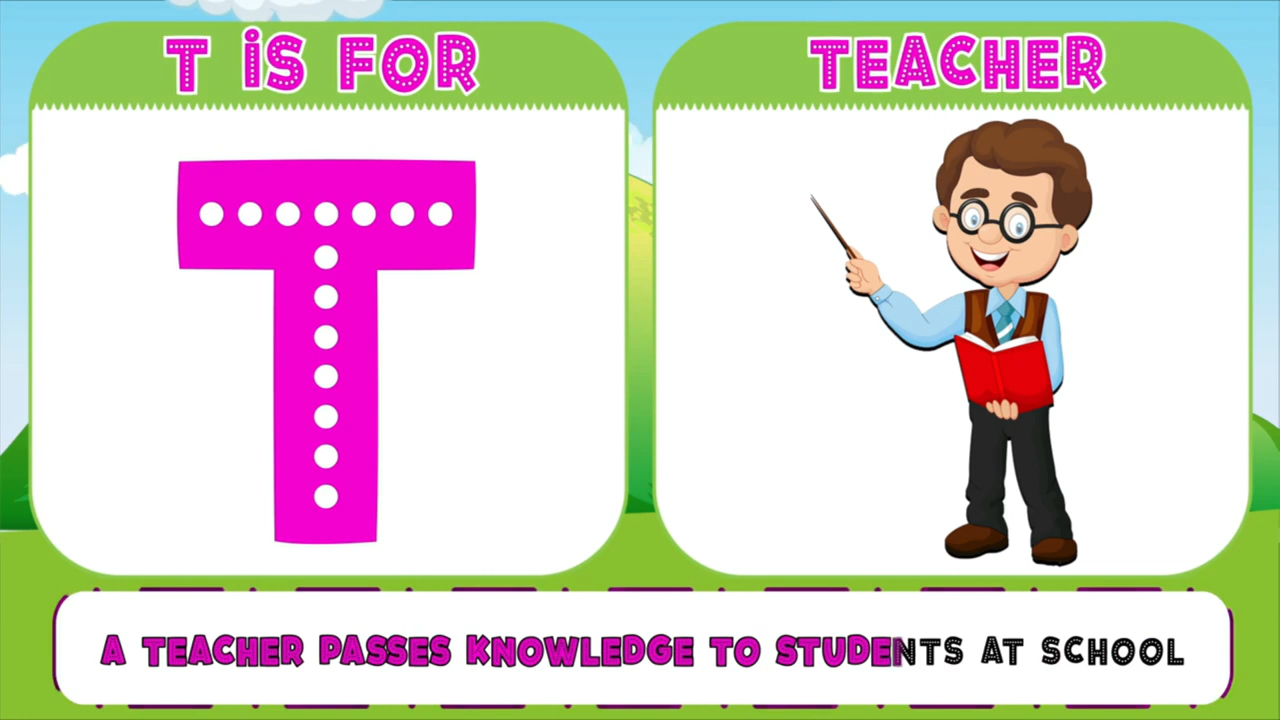 T iS FOR
TEACHER
T
A TEACHER PASSES KNOWLEDGE TO STUDENTS AT SCHOOL